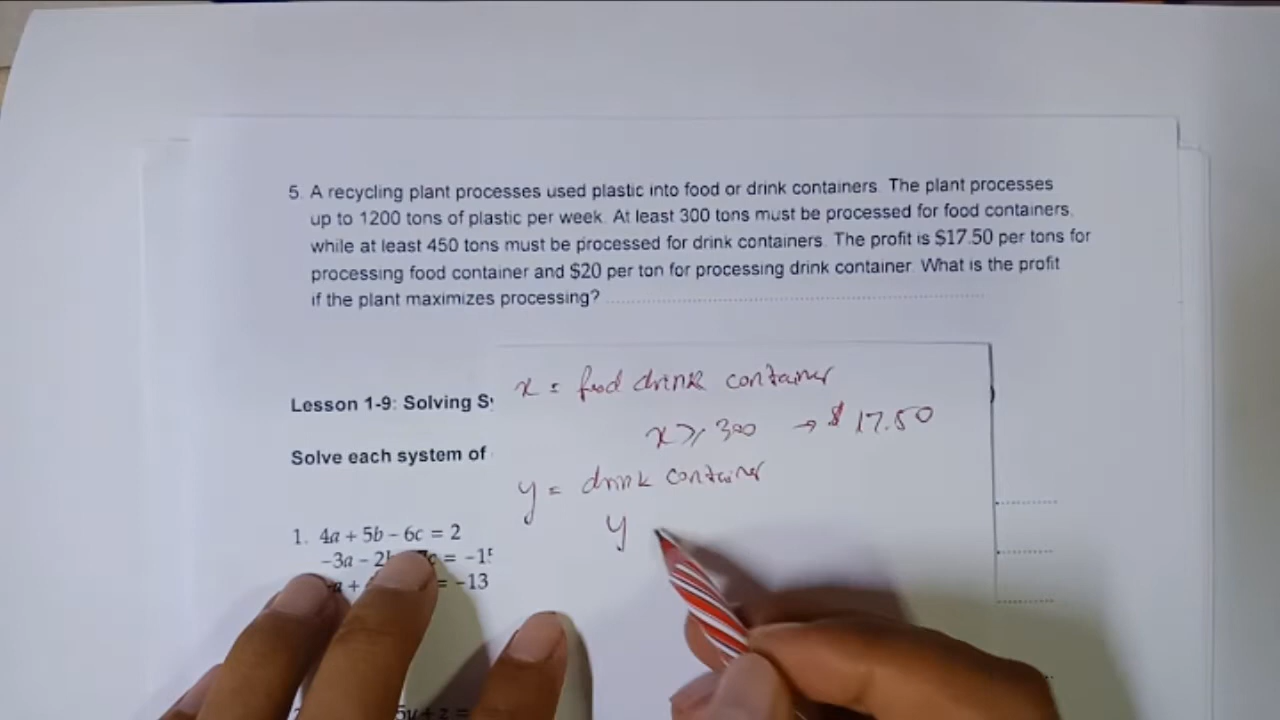 5. A recycling plant processes used plastic into food or drink containers. The plant processes
up to 1200 tons of plastic per week. At least 300 tons must be processed for food containers,
while at least 450 tons must be processed for drink containers. The profit is $17.50 per tons for
processing food container and $20 per ton for processing drink container. What is the profit
if the plant maximizes processing?
x = food drink container
Lesson 1-9: Solving Sy
x ≥ 300 → $ 17.50
Solve each system of
y = drink container
y
1. 4a + 5b − 6c = 2
−3a − 2b = −15
= −13